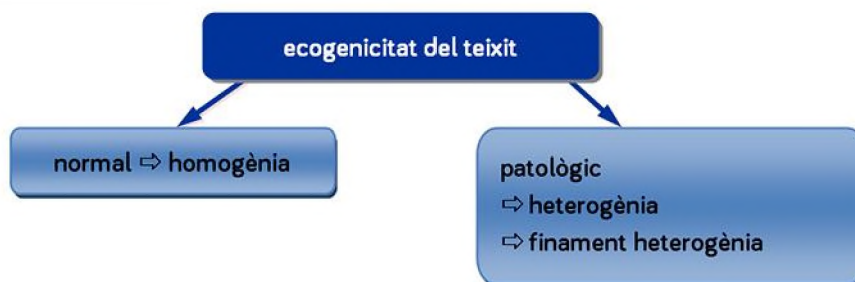 ecogenicitat del teixit
normal ⇨ homogènia
patològic
⇨ heterogènia
⇨ finament heterogènia